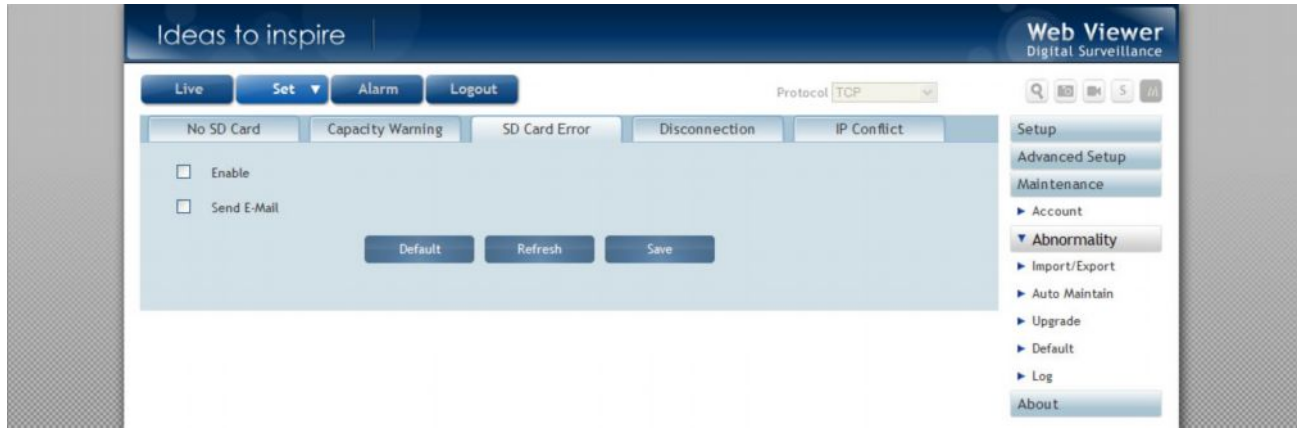 Ideas to inspire
Web Viewer
Digital Surveillance
Live Set ▼ Alarm Logout Protocol TCP S M
No SD Card Capacity Warning SD Card Error Disconnection IP Conflict
Enable
Send E-Mail
Default Refresh Save
Setup
Advanced Setup
Maintenance
Account
Abnormality
Import/Export
Auto Maintain
Upgrade
Default
Log
About